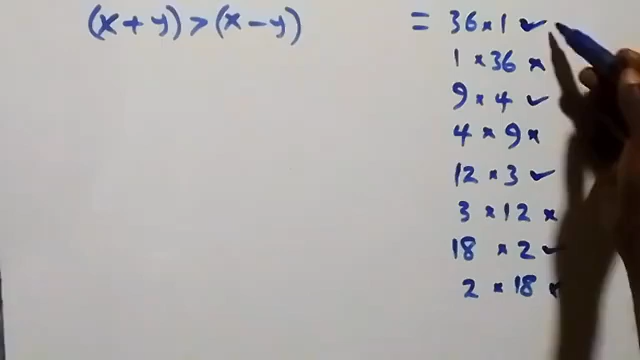 (x + y) > (x - y)
= 36 × 1 ✓
1 × 36 ×
9 × 4 ✓
4 × 9 ×
12 × 3 ✓
3 × 12 ×
18 × 2 ✓
2 × 18 ×